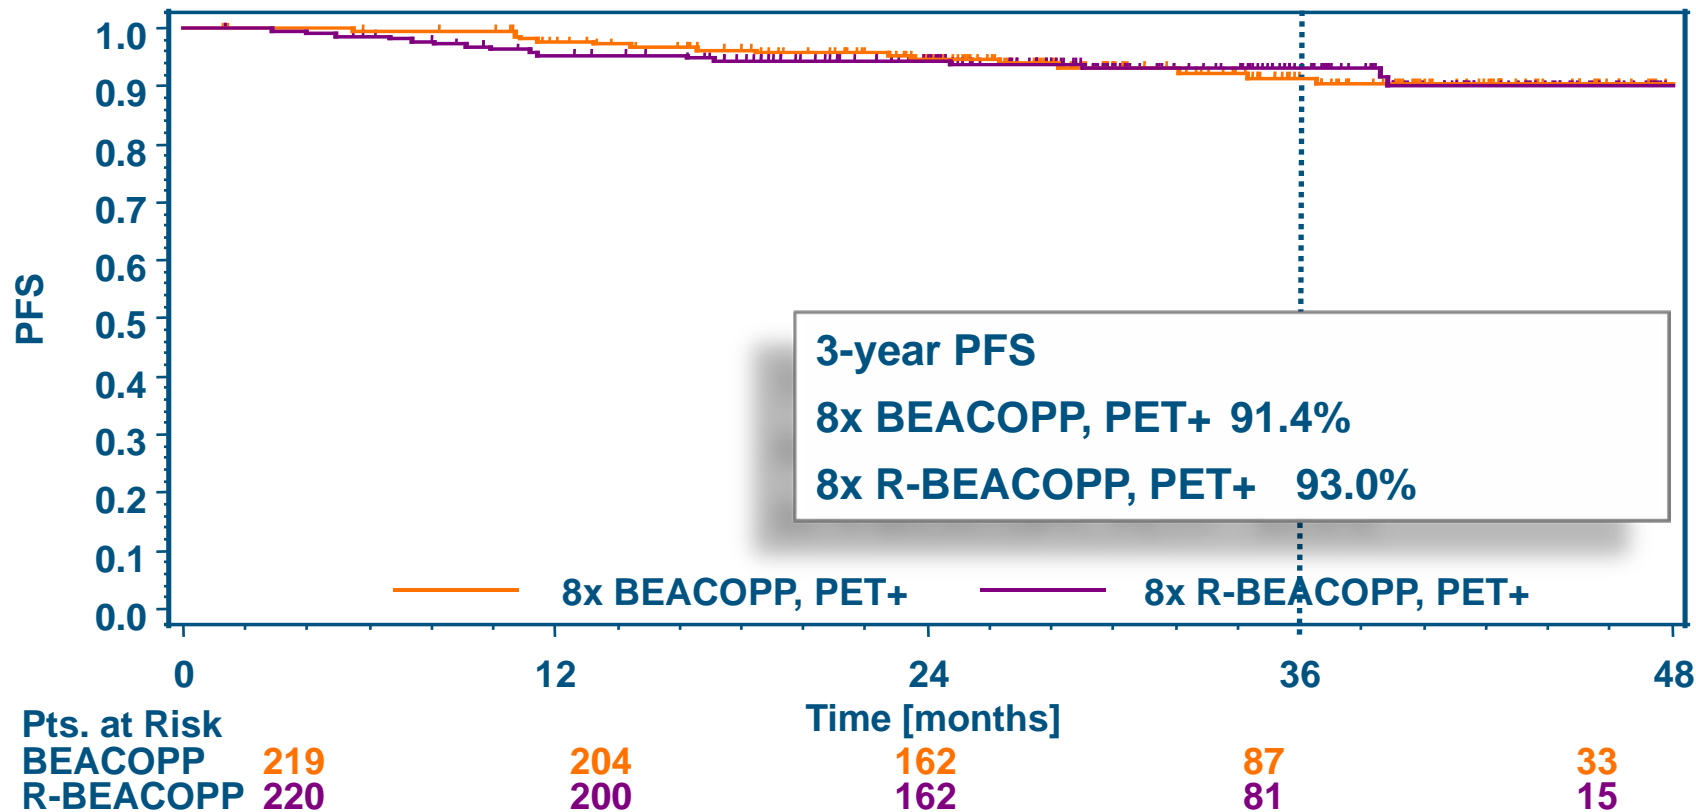 1.0
0.9
0.8
0.7
0.6
0.5
0.4
0.3
0.2
0.1
0.0
PFS
3-year PFS
8x BEACOPP, PET+ 91.4%
8x R-BEACOPP, PET+ 93.0%
8x BEACOPP, PET+ 8x R-BEACOPP, PET+
0 12 24 36 48
Time [months]
Pts. at Risk
BEACOPP 219 204 162 87 33
R-BEACOPP 220 200 162 81 15